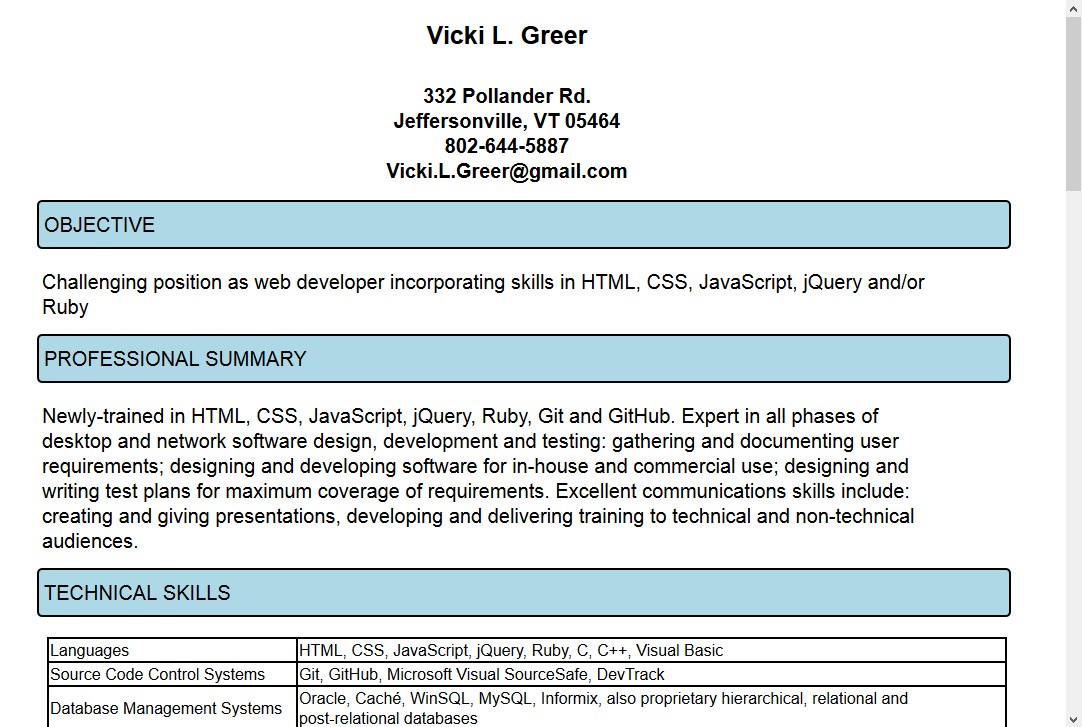 Vicki L. Greer
332 Pollander Rd.
Jeffersonville, VT 05464
802-644-5887
Vicki.L.Greer@gmail.com
OBJECTIVE
Challenging position as web developer incorporating skills in HTML, CSS, JavaScript, jQuery and/or
Ruby
PROFESSIONAL SUMMARY
Newly-trained in HTML, CSS, JavaScript, jQuery, Ruby, Git and GitHub. Expert in all phases of
desktop and network software design, development and testing: gathering and documenting user
requirements; designing and developing software for in-house and commercial use; designing and
writing test plans for maximum coverage of requirements. Excellent communications skills include:
creating and giving presentations, developing and delivering training to technical and non-technical
audiences.
TECHNICAL SKILLS
Languages HTML, CSS, JavaScript, jQuery, Ruby, C, C++, Visual Basic
Source Code Control Systems Git, GitHub, Microsoft Visual SourceSafe, DevTrack
Database Management Systems Oracle, Caché, WinSQL, MySQL, Informix, also proprietary hierarchical, relational and
post-relational databases